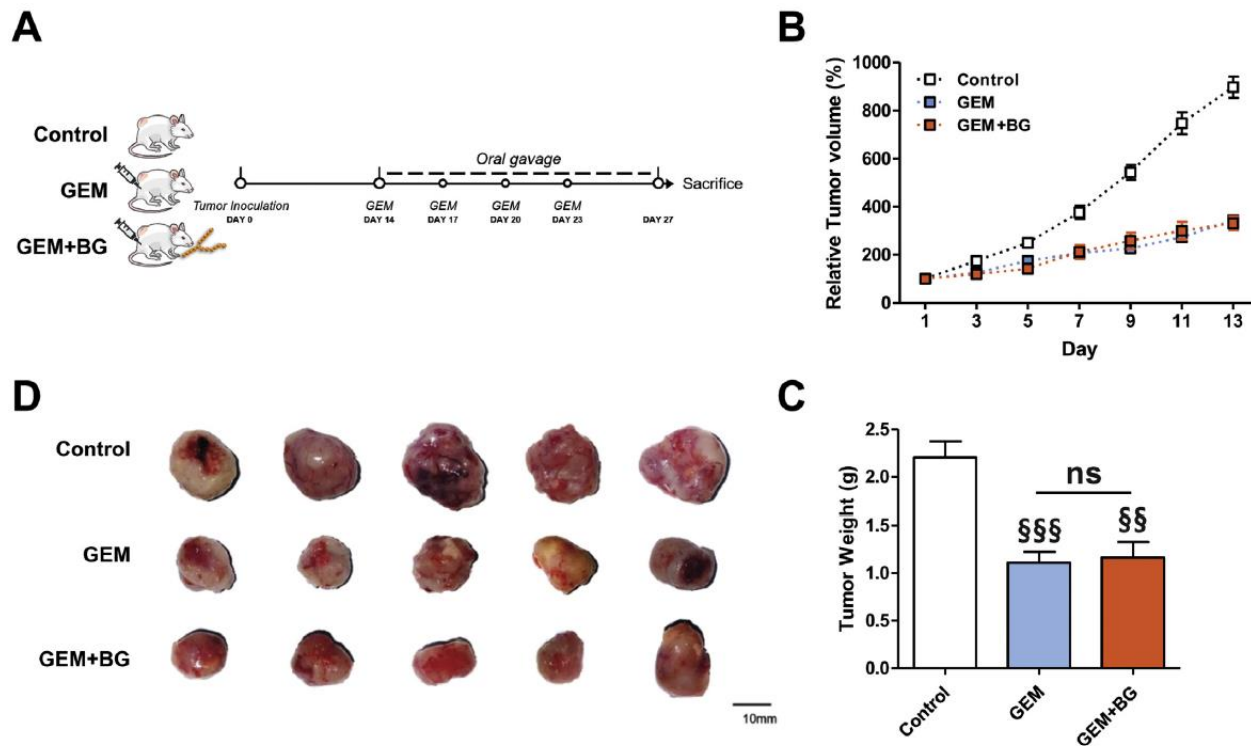 A
Control
GEM
GEM+BG
Oral gavage
Sacrifice
Tumor Inoculation
DAY 0
GEM
DAY 14
GEM
DAY 17
GEM
DAY 20
GEM
DAY 23
DAY 27
B
Relative Tumor volume (%)
1000
800
600
400
200
0
Control
GEM
GEM+BG
1 3 5 7 9 11 13
Day
D
Control
GEM
GEM+BG
10mm
C
Tumor Weight (g)
2.5
2.0
1.5
1.0
0.5
0.0
ns
§§§
§§
Control
GEM
GEM+BG